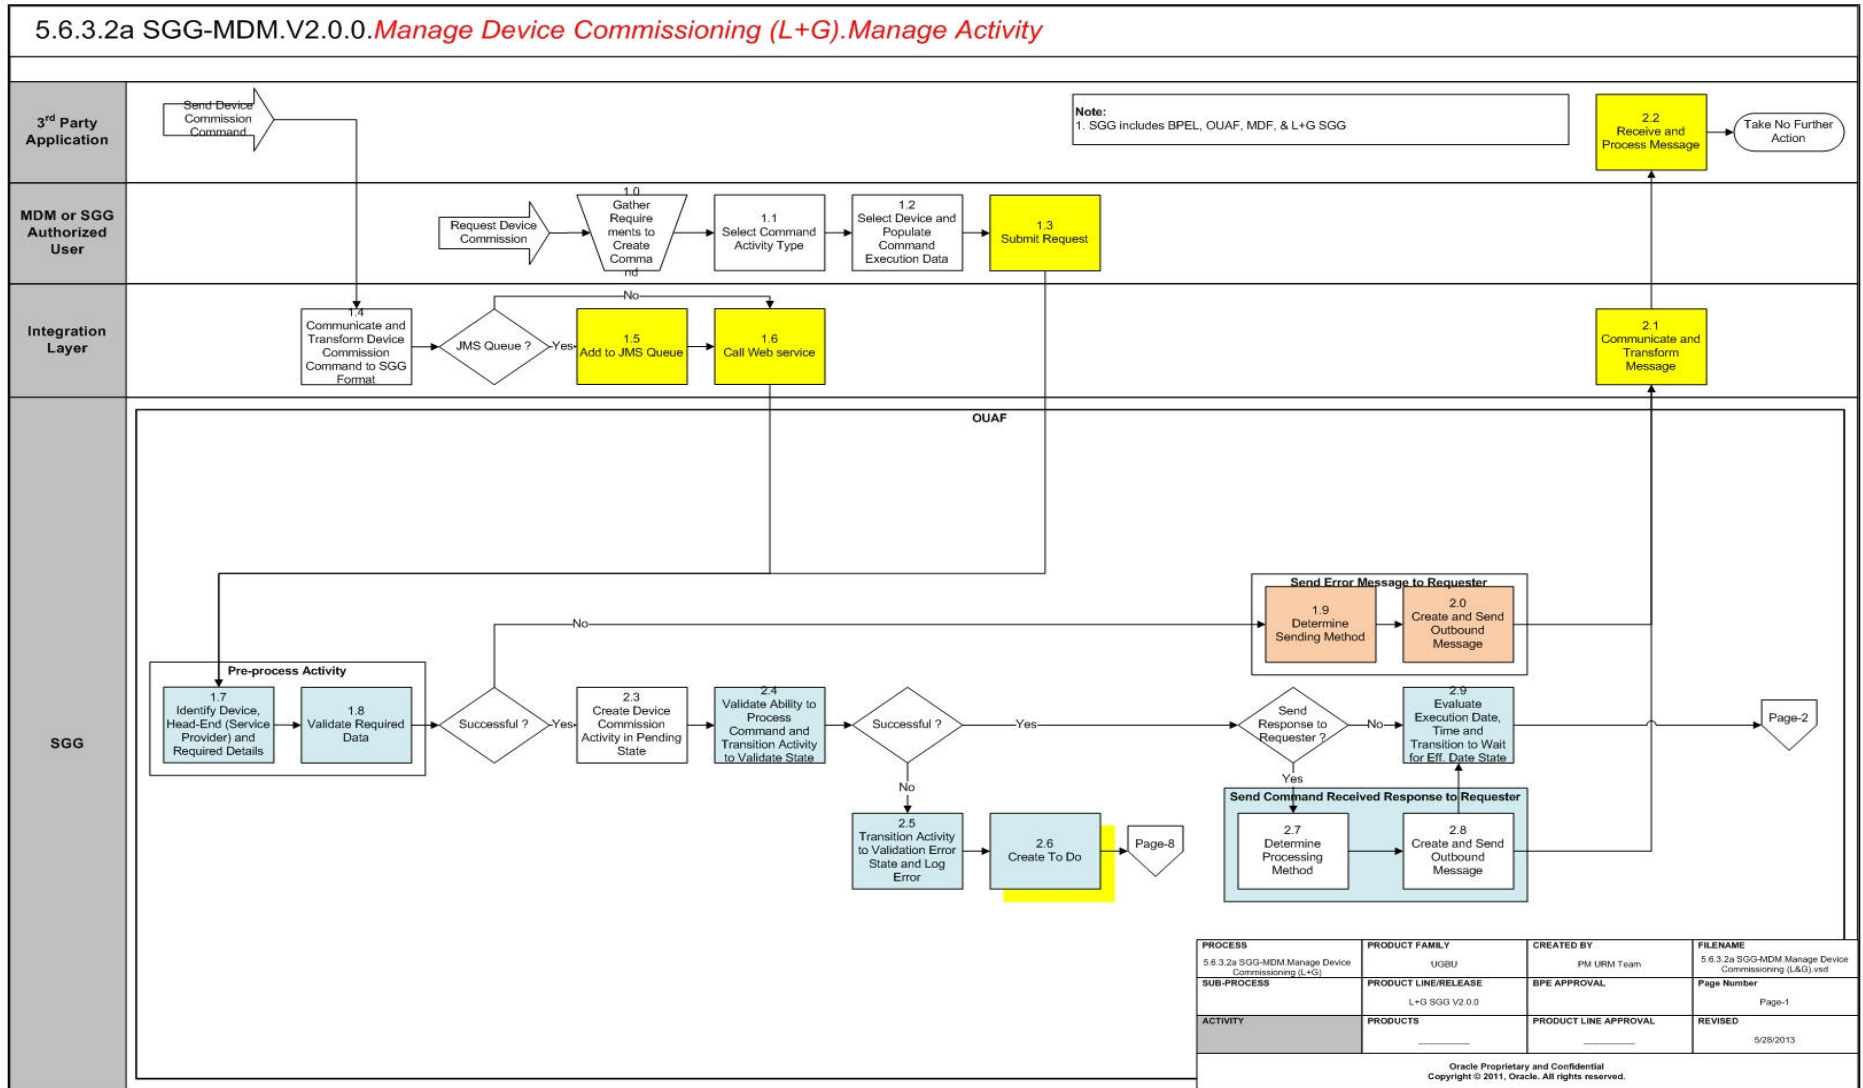 5.6.3.2a SGG-MDM.V2.0.0.Manage Device Commissioning (L+G).Manage Activity
3rd Party
Application
Send Device
Commission
Command
Note:
1. SGG includes BPEL, OUAF, MDF, & L+G SGG
2.2
Receive and
Process Message
Take No Further
Action
MDM or SGG
Authorized
User
Request Device
Commission
1.0
Gather
Require
ments to
Create
Comma
nd
1.1
Select Command
Activity Type
1.2
Select Device and
Populate
Command
Execution Data
1.3
Submit Request
Integration
Layer
1.4
Communicate and
Transform Device
Commission
Command to SGG
Format
JMS Queue ?
No
Yes
1.5
Add to JMS Queue
1.6
Call Web service
2.1
Communicate and
Transform
Message
SGG
OUAF
Send Error Message to Requester
1.9
Determine
Sending Method
2.0
Create and Send
Outbound
Message
No
Pre-process Activity
1.7
Identify Device,
Head-End (Service
Provider) and
Required Details
1.8
Validate Required
Data
Successful ?
Yes
2.3
Create Device
Commission
Activity in Pending
State
2.4
Validate Ability to
Process
Command and
Transition Activity
to Validate State
Successful ?
Yes
Send
Response to
Requester ?
No
2.9
Evaluate
Execution Date,
Time and
Transition to Wait
for Eff. Date State
Page-2
No
Yes
2.5
Transition Activity
to Validation Error
State and Log
Error
2.6
Create To Do
Page-8
Send Command Received Response to Requester
2.7
Determine
Processing
Method
2.8
Create and Send
Outbound
Message
PROCESS
5.6.3.2a SGG-MDM.Manage Device
Commissioning (L+G)
PRODUCT FAMILY
UGBU
CREATED BY
PM URM Team
FILENAME
5.6.3.2a SGG-MDM.Manage Device
Commissioning (L&G).vsd
SUB-PROCESS
PRODUCT LINE/RELEASE
L+G SGG V2.0.0
BPE APPROVAL
Page Number
Page-1
ACTIVITY
PRODUCTS
PRODUCT LINE APPROVAL
REVISED
5/28/2013
Oracle Proprietary and Confidential
Copyright © 2011, Oracle. All rights reserved.